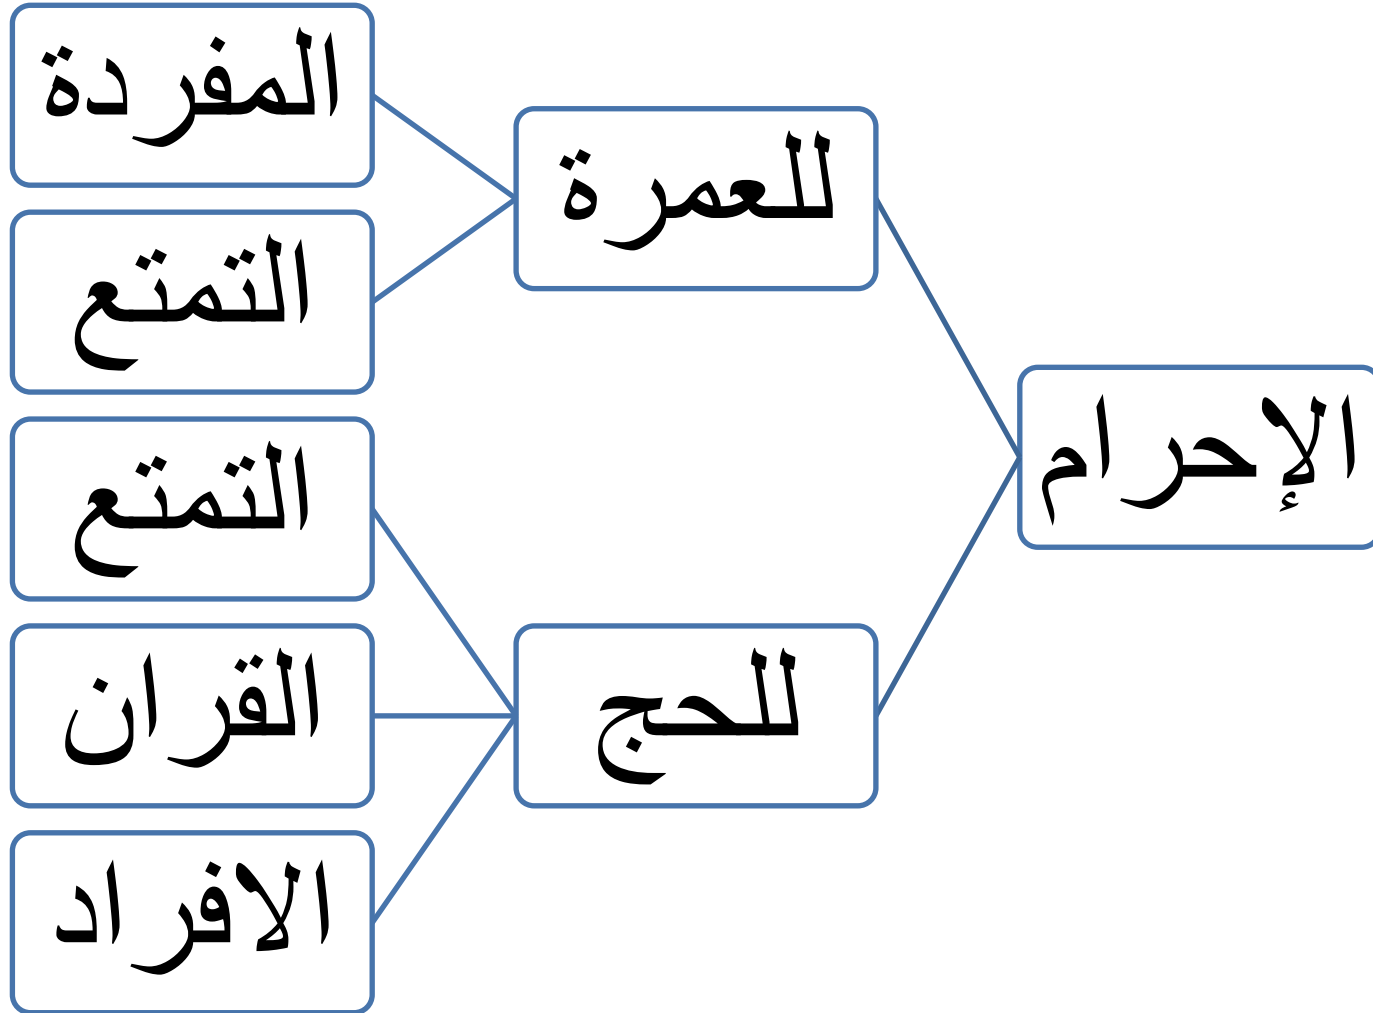 الإحرام
للعمرة
المفردة
التمتع
للحج
التمتع
القران
الافراد